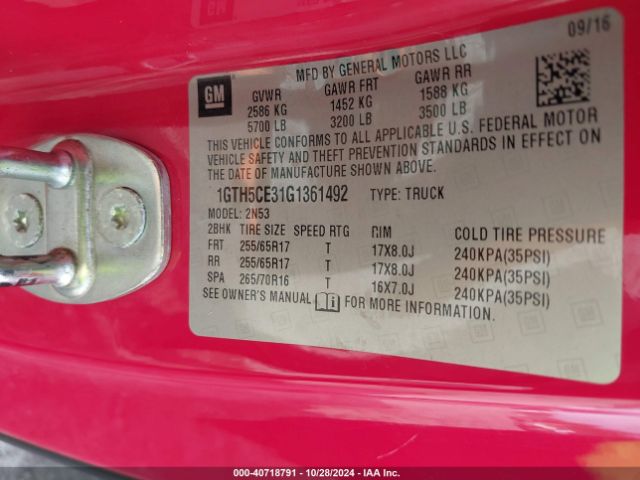 09/16
MFD BY GENERAL MOTORS LLC
GM
GVWR GAWR FRT GAWR RR
2586 KG 1452 KG 1588 KG
5700 LB 3200 LB 3500 LB
THIS VEHICLE CONFORMS TO ALL APPLICABLE U.S. FEDERAL MOTOR
VEHICLE SAFETY AND THEFT PREVENTION STANDARDS IN EFFECT ON
THE DATE OF MANUFACTURE SHOWN ABOVE.
1GTH5CE31G1361492 TYPE: TRUCK
MODEL: 2N53
2BHK TIRE SIZE SPEED RTG RIM COLD TIRE PRESSURE
FRT 255/65R17 T 17X8.0J 240KPA(35PSI)
RR 255/65R17 T 17X8.0J 240KPA(35PSI)
SPA 265/70R16 T 16X7.0J 240KPA(35PSI)
SEE OWNER'S MANUAL FOR MORE INFORMATION.
000-40718791 - 10/28/2024 - IAA Inc.